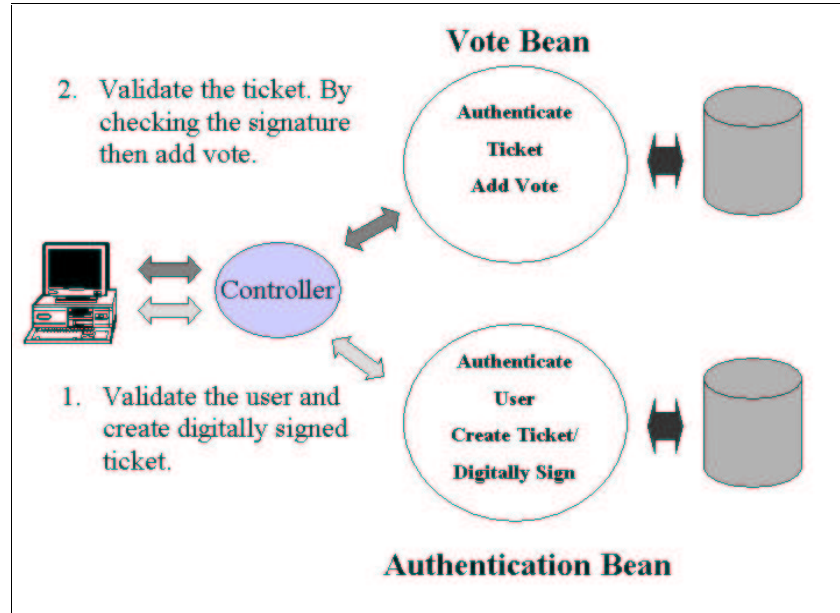 Vote Bean
2. Validate the ticket. By
checking the signature
then add vote.
Authenticate
Ticket
Add Vote
Controller
1. Validate the user and
create digitally signed
ticket.
Authenticate
User
Create Ticket/
Digitally Sign
Authentication Bean